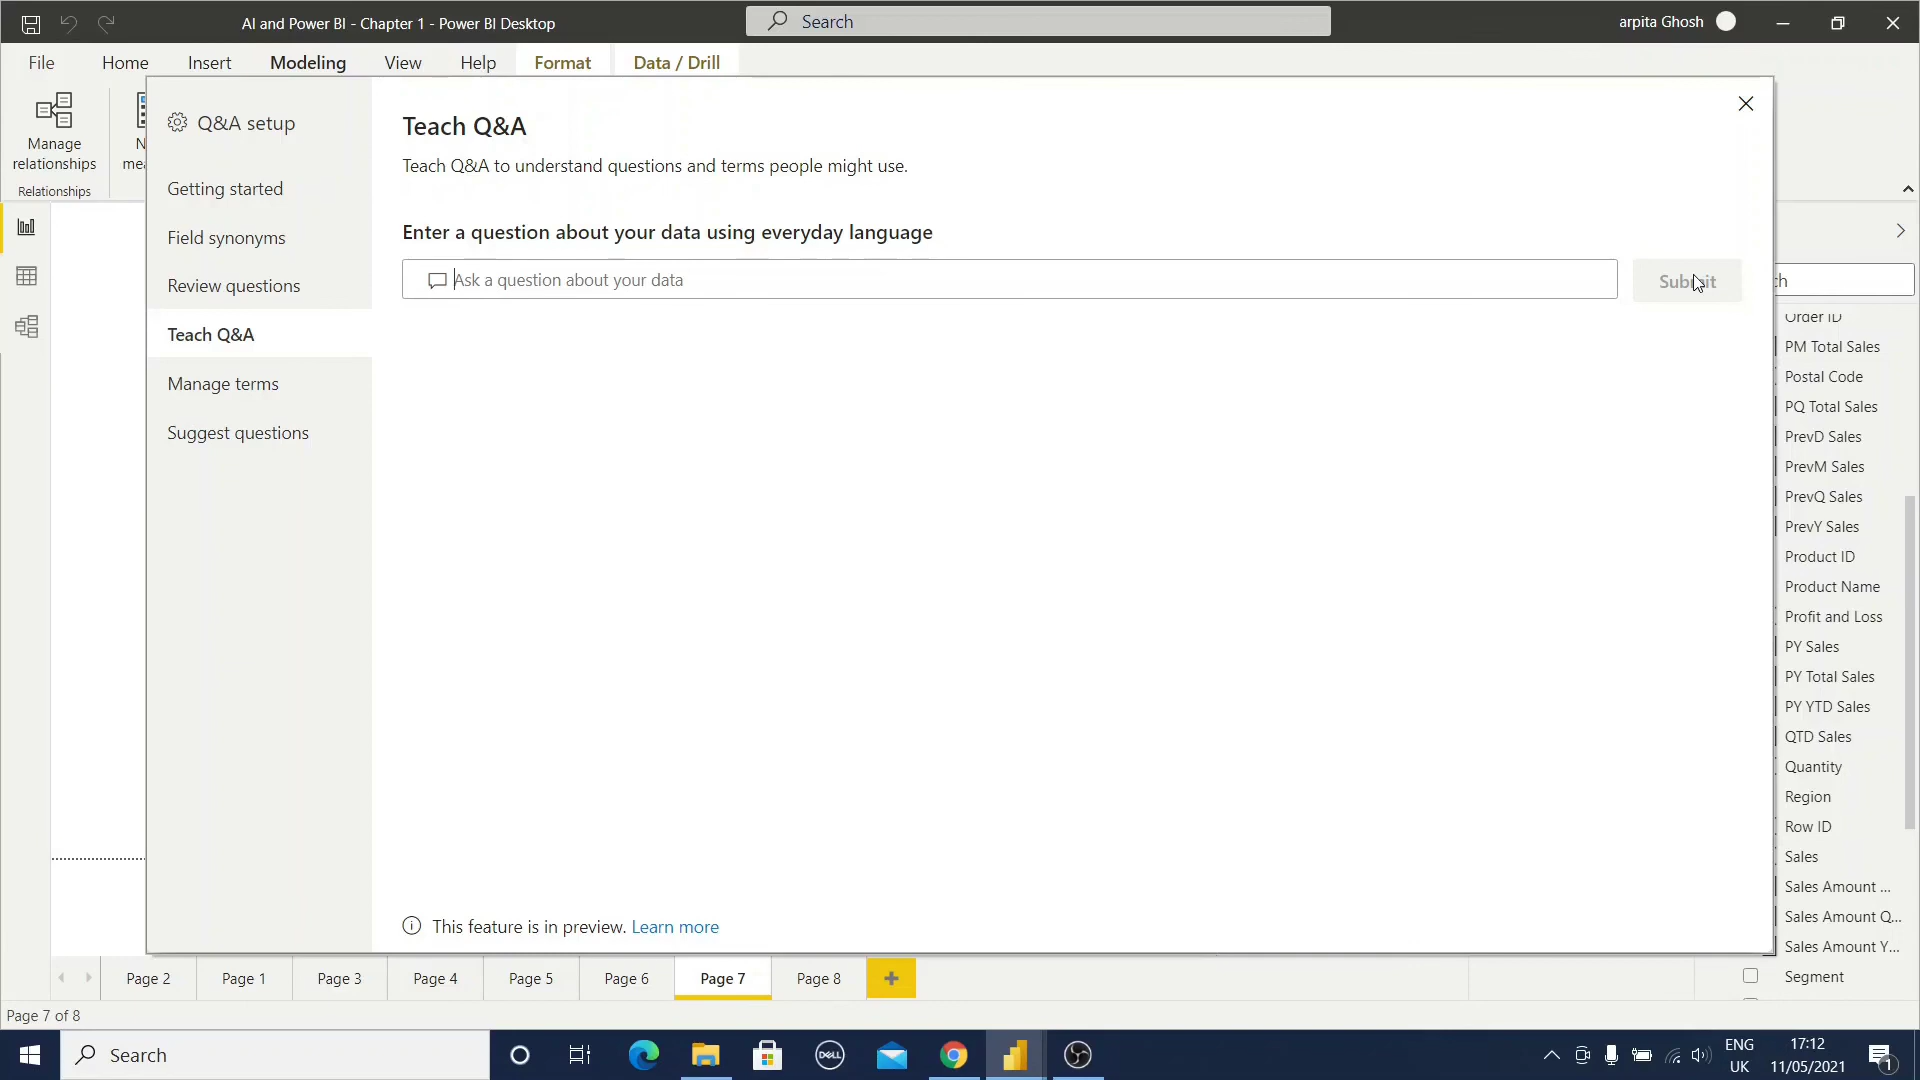 AI and Power BI - Chapter 1 - Power BI Desktop
Search
arpita Ghosh
File
Home
Insert
Modeling
View
Help
Format
Data / Drill
Manage
relationships
Relationships
N
mea
Q&A setup
Getting started
Field synonyms
Review questions
Teach Q&A
Manage terms
Suggest questions
Teach Q&A
Teach Q&A to understand questions and terms people might use.
Enter a question about your data using everyday language
Ask a question about your data
Submit
This feature is in preview. Learn more
ch
Order ID
PM Total Sales
Postal Code
PQ Total Sales
PrevD Sales
PrevM Sales
PrevQ Sales
PrevY Sales
Product ID
Product Name
Profit and Loss
PY Sales
PY Total Sales
PY YTD Sales
QTD Sales
Quantity
Region
Row ID
Sales
Sales Amount ...
Sales Amount Q...
Sales Amount Y...
Segment
Page 2
Page 1
Page 3
Page 4
Page 5
Page 6
Page 7
Page 8
Page 7 of 8
Search
DELL
ENG
UK
17:12
11/05/2021
1